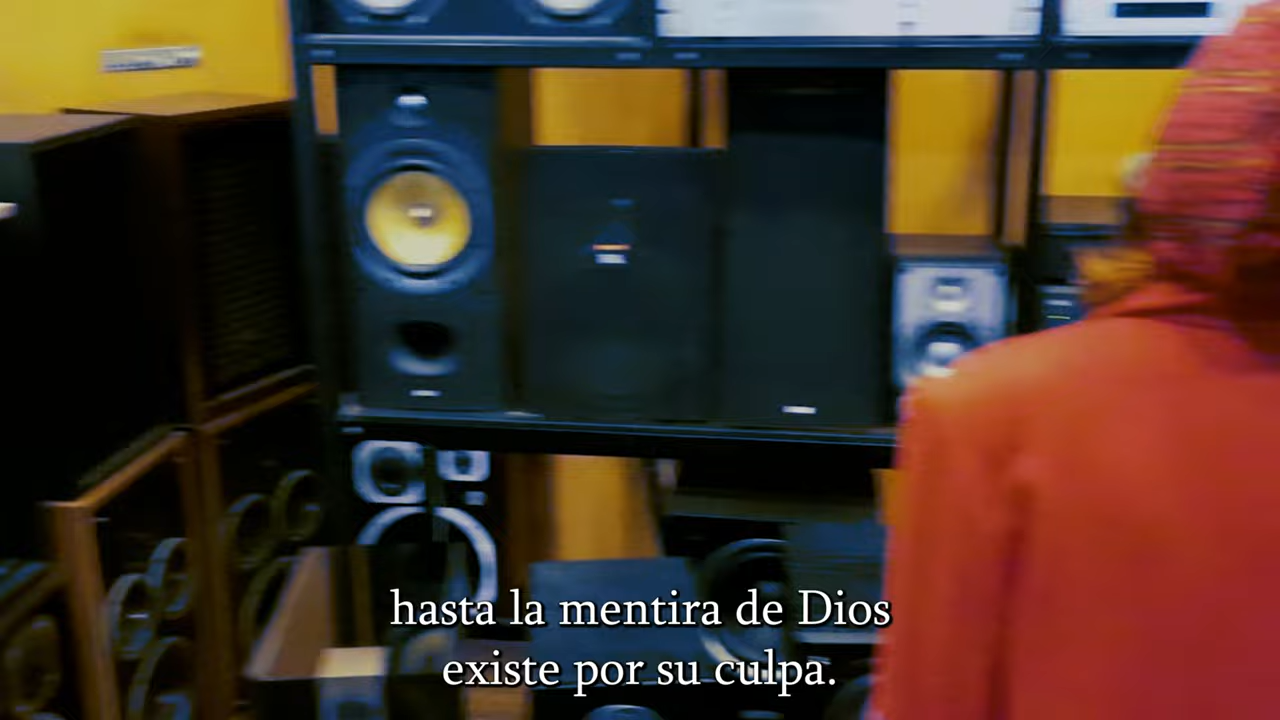 hasta la mentira de Dios
existe por su culpa.